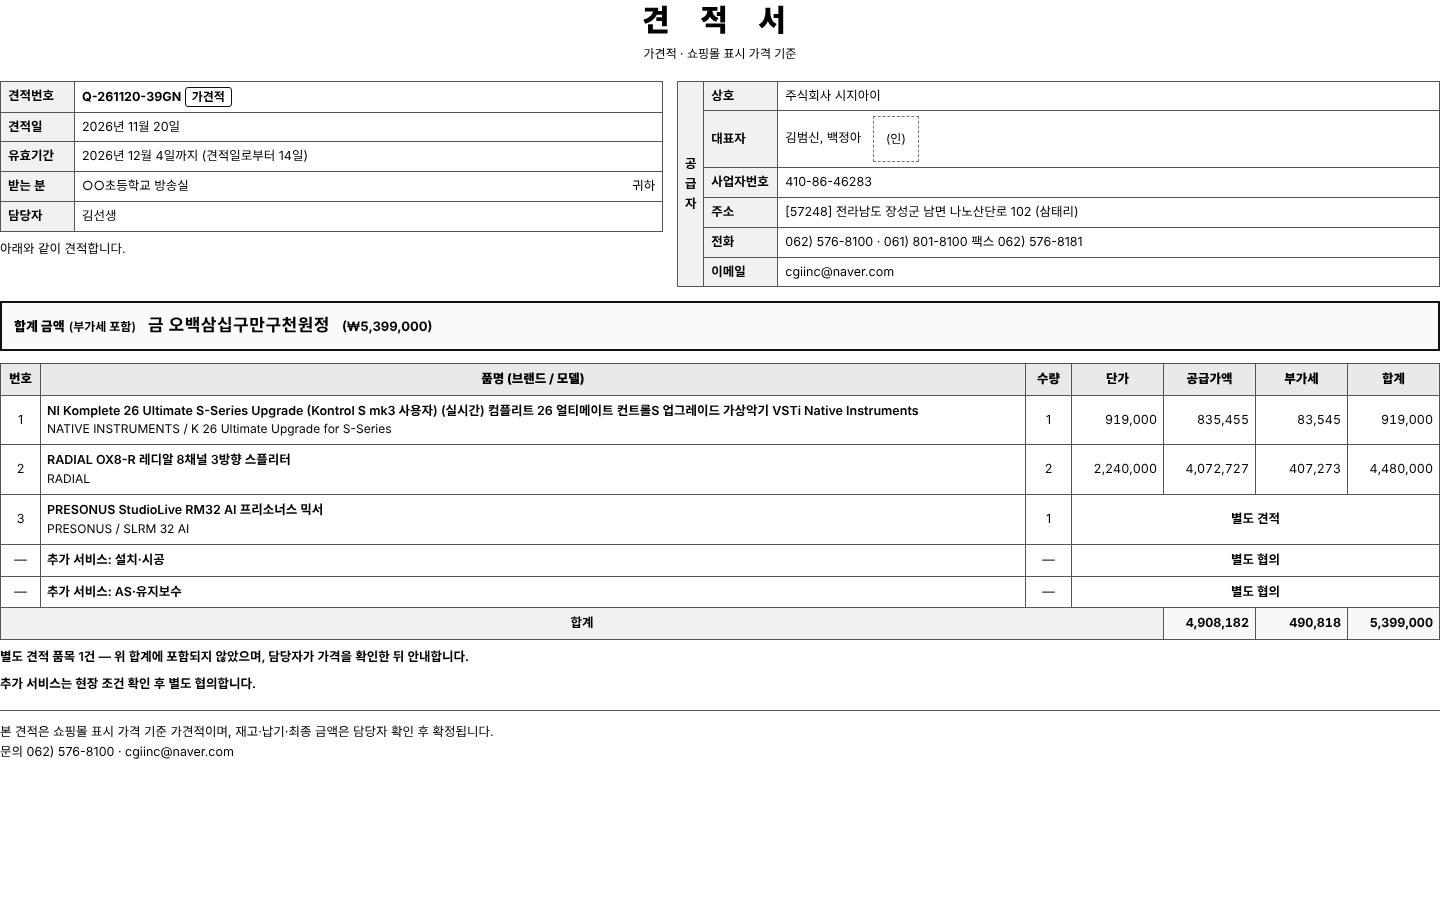 견 적 서
가견적 · 쇼핑몰 표시 가격 기준
견적번호 Q-261120-39GN 가견적
견적일 2026년 11월 20일
유효기간 2026년 12월 4일까지 (견적일로부터 14일)
받는 분 ○○초등학교 방송실 귀하
담당자 김선생
아래와 같이 견적합니다.
공급자
상호 주식회사 시지아이
대표자 김범신, 백정아 (인)
사업자번호 410-86-46283
주소 [57248] 전라남도 장성군 남면 나노산단로 102 (삼태리)
전화 062) 576-8100 · 061) 801-8100 팩스 062) 576-8181
이메일 cgiinc@naver.com
합계 금액 (부가세 포함) 금 오백삼십구만구천원정 (₩5,399,000)
번호 품명 (브랜드 / 모델) 수량 단가 공급가액 부가세 합계
1 NI Komplete 26 Ultimate S-Series Upgrade (Kontrol S mk3 사용자) (실시간) 컴플리트 26 얼티메이트 컨트롤S 업그레이드 가상악기 VSTi Native Instruments 1 919,000 835,455 83,545 919,000
NATIVE INSTRUMENTS / K 26 Ultimate Upgrade for S-Series
2 RADIAL OX8-R 레디알 8채널 3방향 스플리터 2 2,240,000 4,072,727 407,273 4,480,000
RADIAL
3 PRESONUS StudioLive RM32 AI 프리소너스 믹서 1 별도 견적
PRESONUS / SLRM 32 AI
— 추가 서비스: 설치·시공 — 별도 협의
— 추가 서비스: AS·유지보수 — 별도 협의
합계 4,908,182 490,818 5,399,000
별도 견적 품목 1건 — 위 합계에 포함되지 않았으며, 담당자가 가격을 확인한 뒤 안내합니다.
추가 서비스는 현장 조건 확인 후 별도 협의합니다.
본 견적은 쇼핑몰 표시 가격 기준 가견적이며, 재고·납기·최종 금액은 담당자 확인 후 확정됩니다.
문의 062) 576-8100 · cgiinc@naver.com